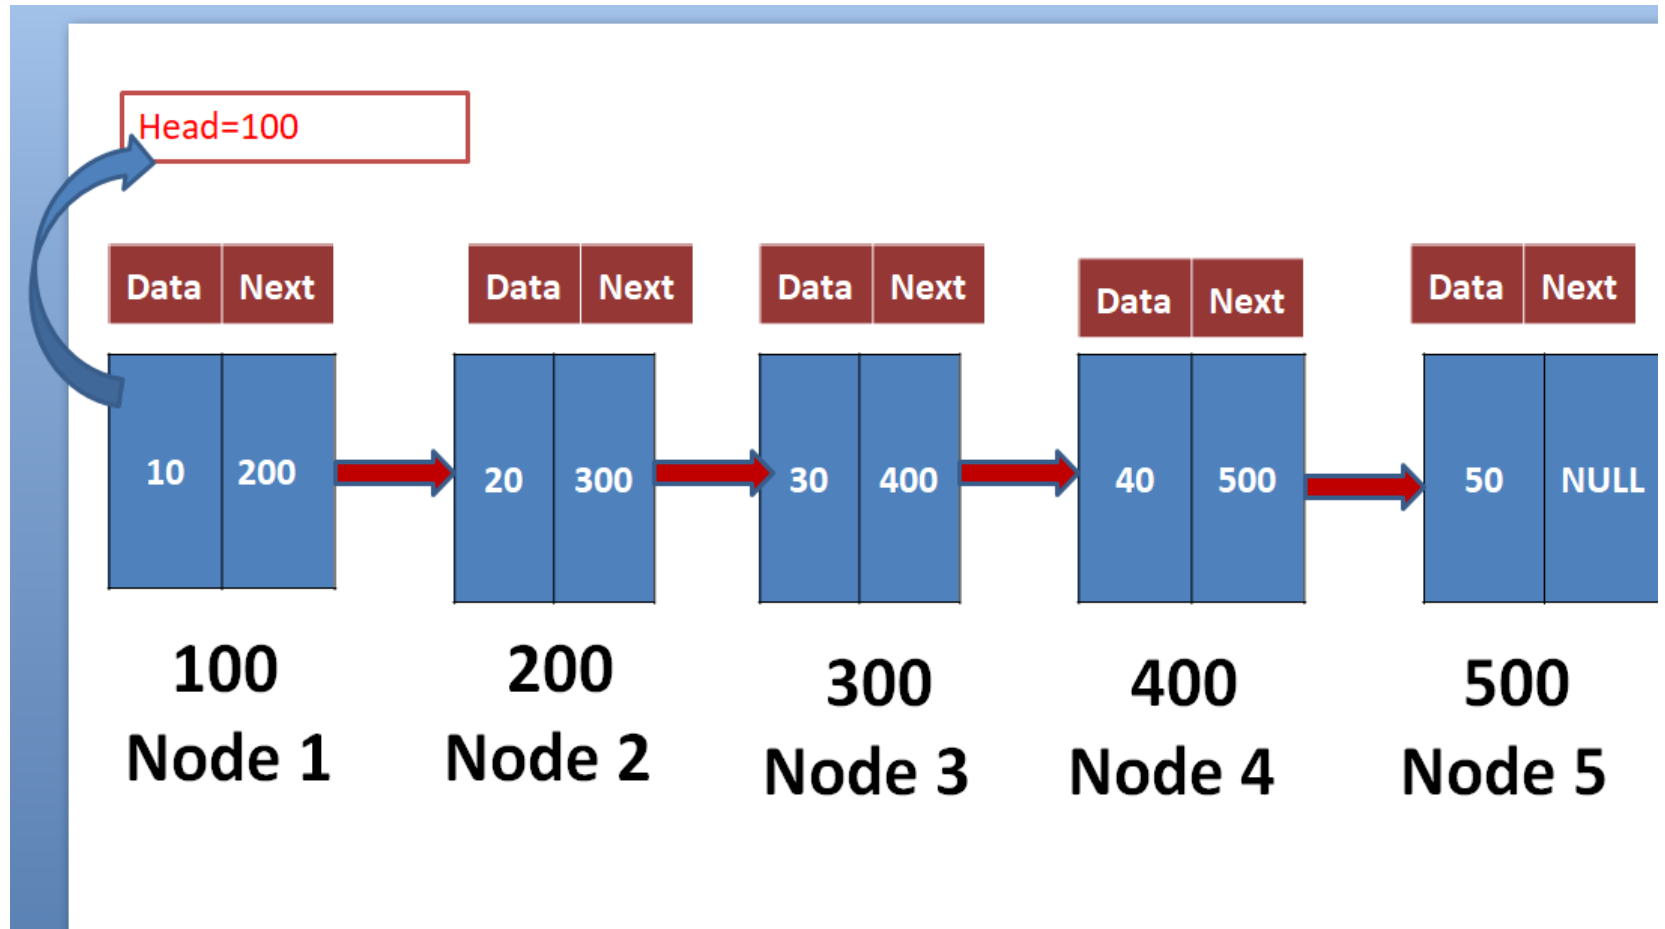 Head=100
Data Next Data Next Data Next Data Next Data Next
10 200 20 300 30 400 40 500 50 NULL
100 200 300 400 500
Node 1 Node 2 Node 3 Node 4 Node 5